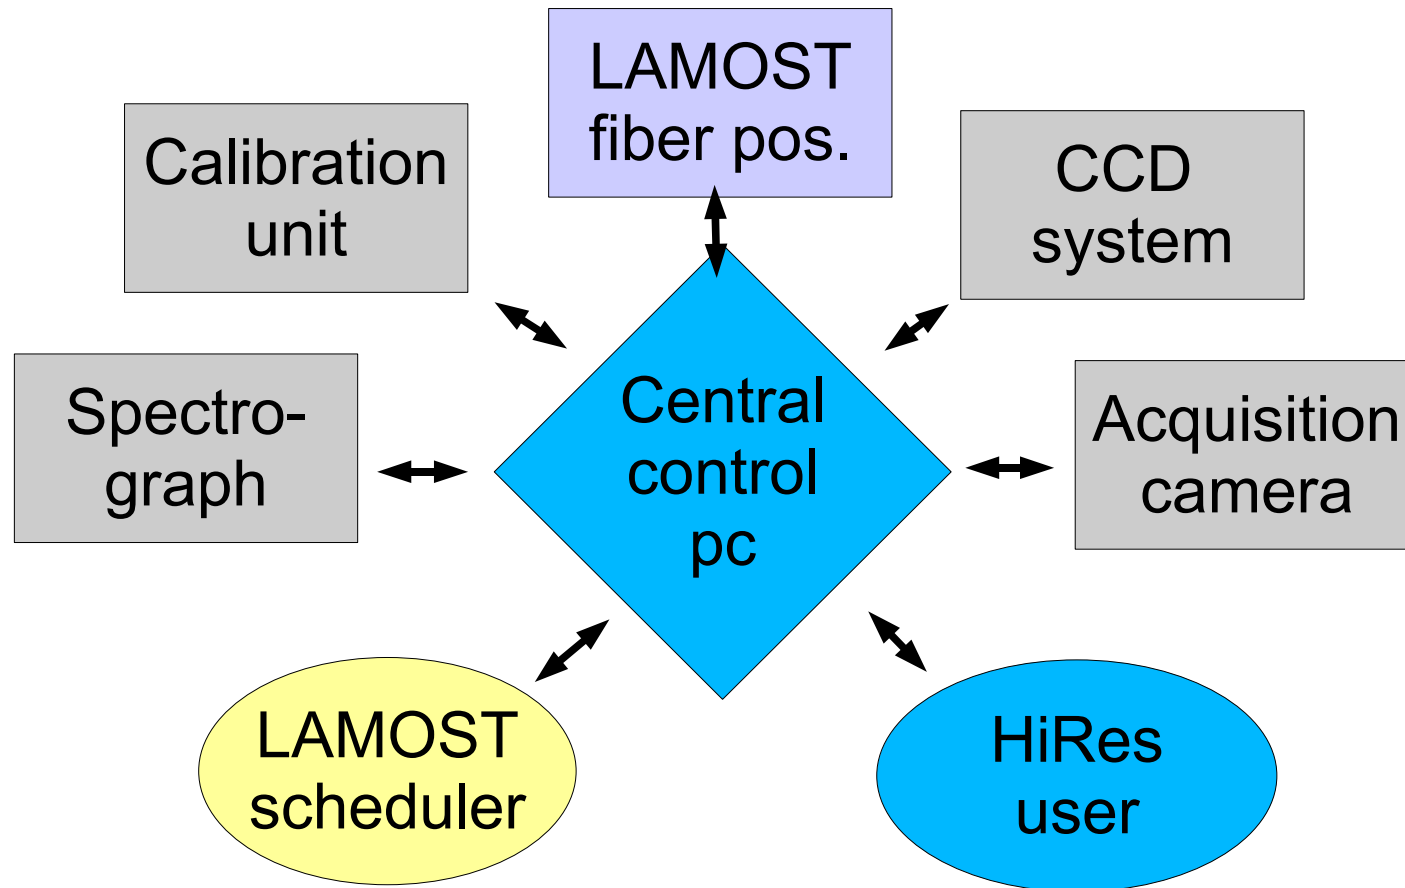 LAMOST
fiber pos.
Calibration
unit
CCD
system
Spectro-
graph
Central
control
pc
Acquisition
camera
LAMOST
scheduler
HiRes
user